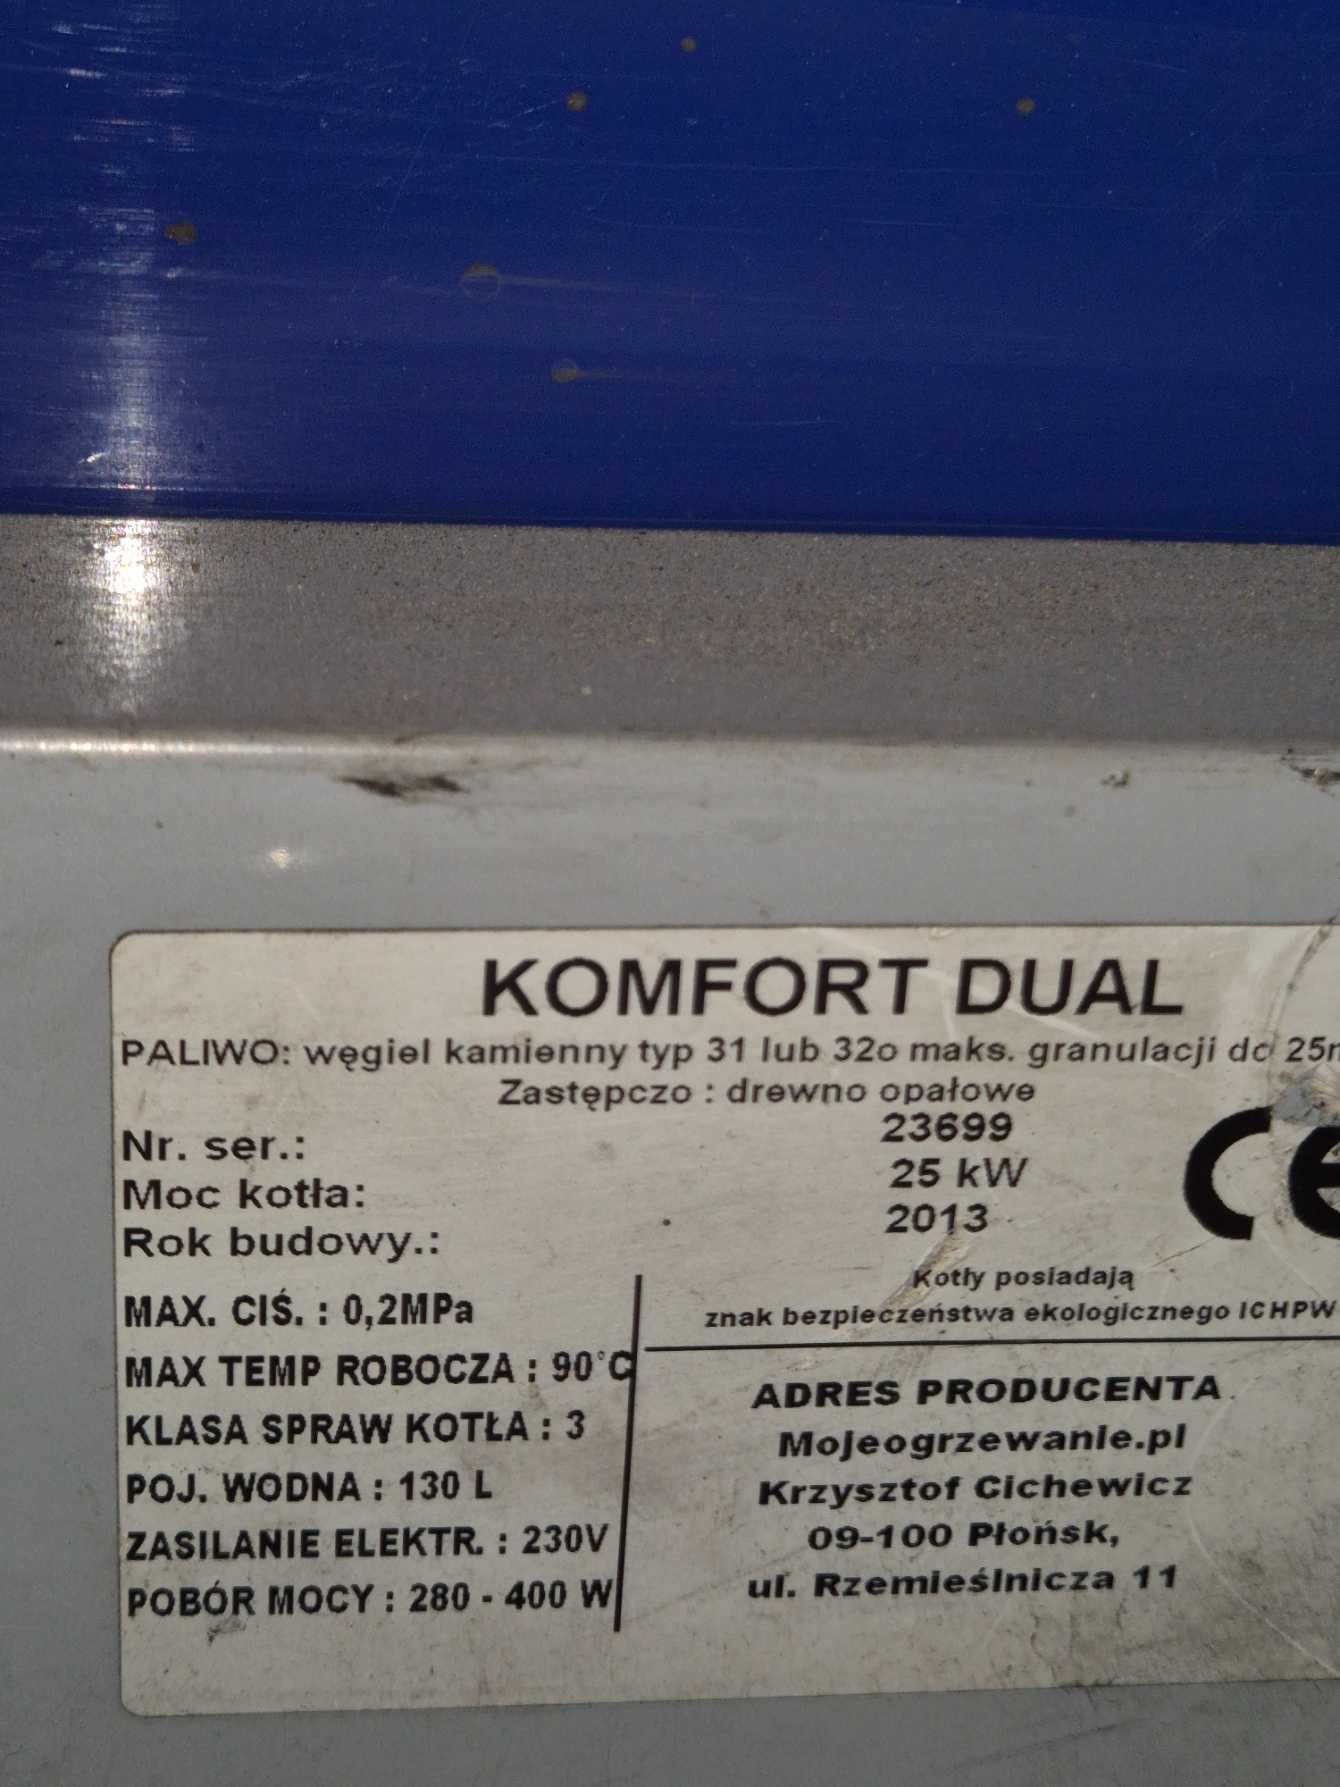 KOMFORT DUAL
PALIWO: węgiel kamienny typ 31 lub 32o maks. granulacji do 25
Zastępczo : drewno opałowe
Nr. ser.: 23699
Moc kotła: 25 kW
Rok budowy.: 2013
CE
Kotły posiadają
znak bezpieczeństwa ekologicznego ICHPW
MAX. CIŚ. : 0,2MPa
MAX TEMP ROBOCZA : 90°C
KLASA SPRAW KOTŁA : 3
POJ. WODNA : 130 L
ZASILANIE ELEKTR. : 230V
POBÓR MOCY : 280 - 400 W
ADRES PRODUCENTA
Mojeogrzewanie.pl
Krzysztof Cichewicz
09-100 Płońsk,
ul. Rzemieślnicza 11